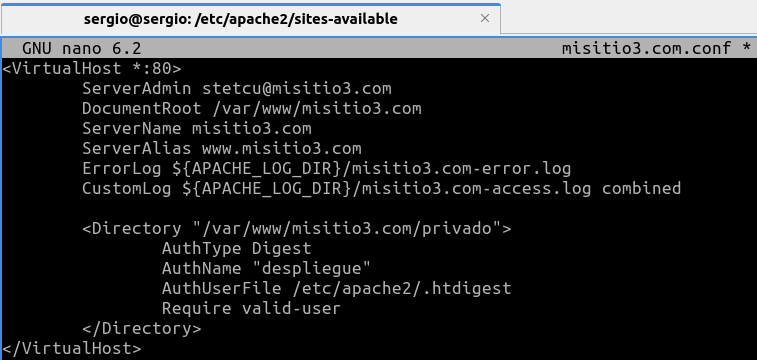 sergio@sergio: /etc/apache2/sites-available ×
GNU nano 6.2 misitio3.com.conf *
<VirtualHost *:80>
ServerAdmin stetcu@misitio3.com
DocumentRoot /var/www/misitio3.com
ServerName misitio3.com
ServerAlias www.misitio3.com
ErrorLog ${APACHE_LOG_DIR}/misitio3.com-error.log
CustomLog ${APACHE_LOG_DIR}/misitio3.com-access.log combined
<Directory "/var/www/misitio3.com/privado">
AuthType Digest
AuthName "despliegue"
AuthUserFile /etc/apache2/.htdigest
Require valid-user
</Directory>
</VirtualHost>